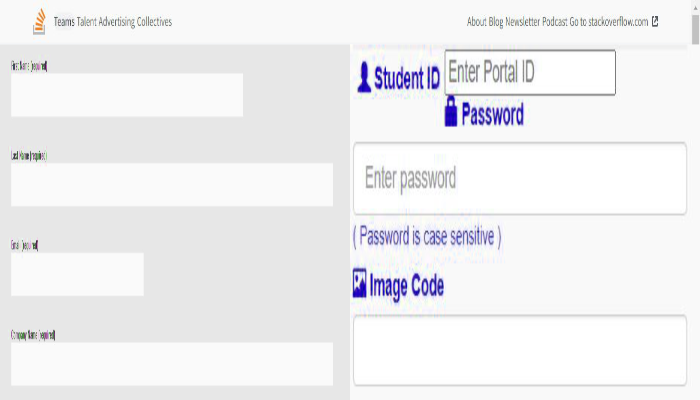 Teams Talent Advertising Collectives
About Blog Newsletter Podcast Go to stackoverflow.com
First Name (required)
Last Name (required)
Email (required)
Company Name (required)
Student ID Enter Portal ID
Password
Enter password
( Password is case sensitive )
Image Code